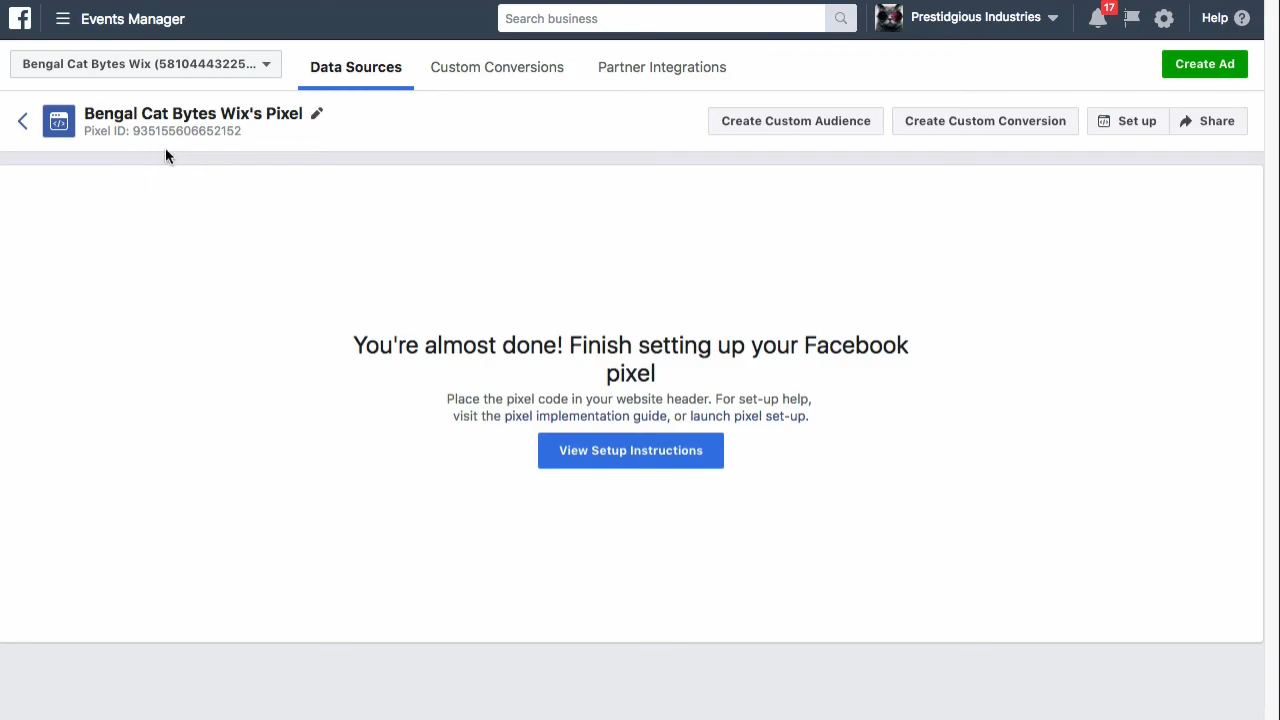 Events Manager
Search business
Prestidgious Industries
17
Help
Bengal Cat Bytes Wix (58104443225...
Data Sources
Custom Conversions
Partner Integrations
Create Ad
Bengal Cat Bytes Wix's Pixel
Pixel ID: 935155606652152
Create Custom Audience
Create Custom Conversion
Set up
Share
You're almost done! Finish setting up your Facebook
pixel
Place the pixel code in your website header. For set-up help,
visit the pixel implementation guide, or launch pixel set-up.
View Setup Instructions